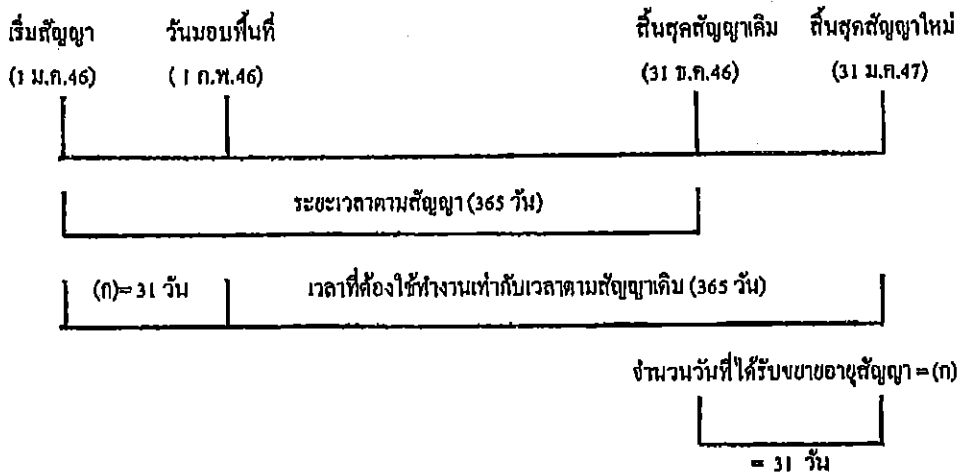 เริ่มสัญญา วันมอบพื้นที่ สิ้นสุดสัญญาเดิม สิ้นสุดสัญญาใหม่
(1 ม.ค.46) (1 ก.พ.46) (31 ธ.ค.46) (31 ม.ค.47)
ระยะเวลาตามสัญญา (365 วัน)
(ก)= 31 วัน เวลาที่ต้องใช้ทำงานเท่ากับเวลาตามสัญญาเดิม (365 วัน)
จำนวนวันที่ได้รับขยายอายุสัญญา = (ก)
= 31 วัน